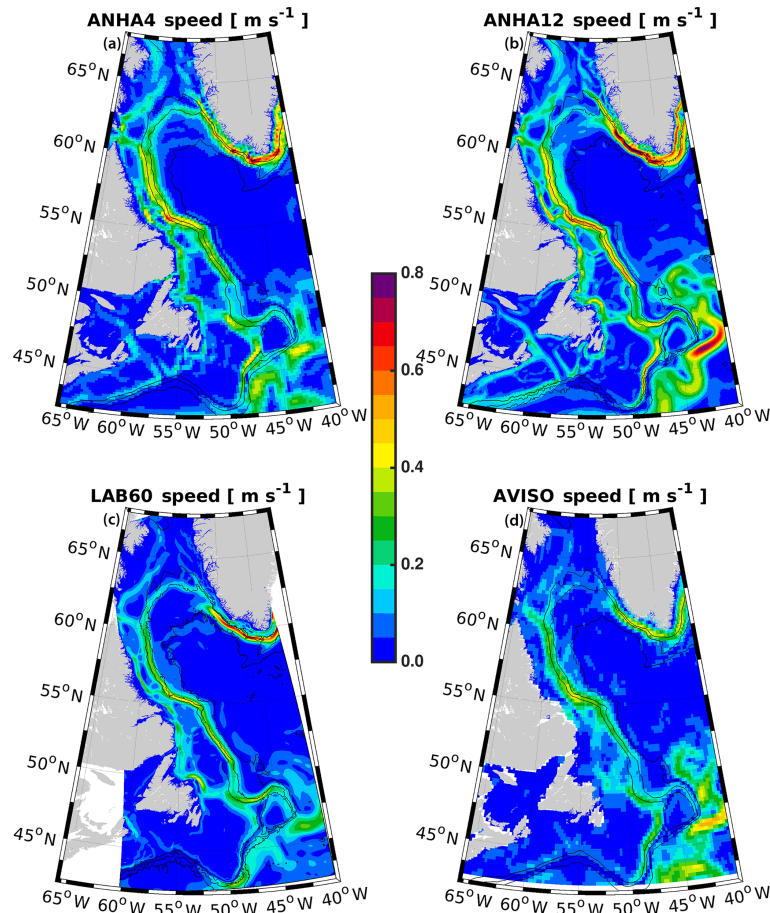 ANHA4 speed [ m s⁻¹ ]
(a)
65°N
60°N
55°N
50°N
45°N
65°W 60°W 55°W 50°W 45°W 40°W
ANHA12 speed [ m s⁻¹ ]
(b)
65°N
60°N
55°N
50°N
45°N
65°W 60°W 55°W 50°W 45°W 40°W
0.8
0.6
0.4
0.2
0.0
LAB60 speed [ m s⁻¹ ]
(c)
65°N
60°N
55°N
50°N
45°N
65°W 60°W 55°W 50°W 45°W 40°W
AVISO speed [ m s⁻¹ ]
(d)
65°N
60°N
55°N
50°N
45°N
65°W 60°W 55°W 50°W 45°W 40°W